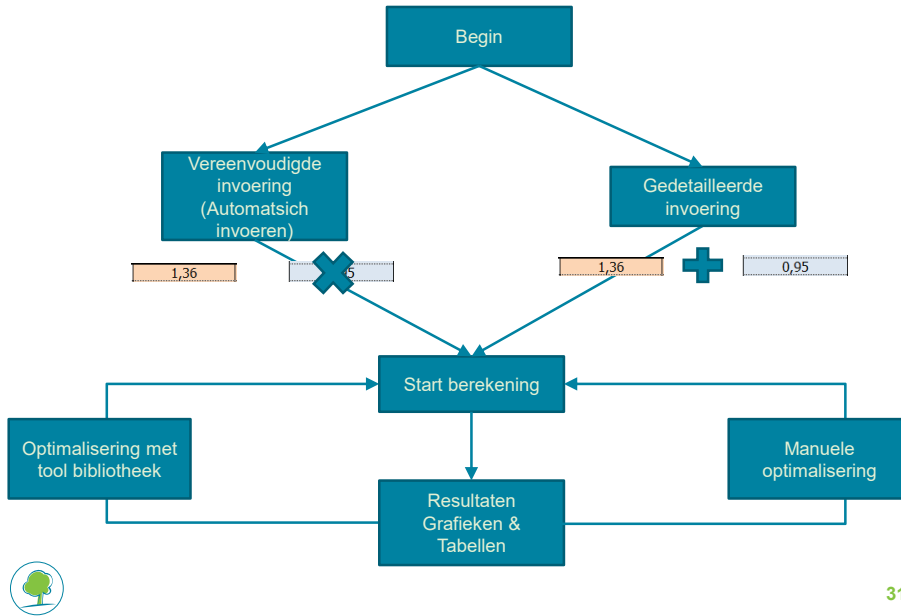 Begin
Vereenvoudigde
invoering
(Automatsich
invoeren)
Gedetailleerde
invoering
1,36
1,36
0,95
Start berekening
Optimalisering met
tool bibliotheek
Manuele
optimalisering
Resultaten
Grafieken &
Tabellen
31